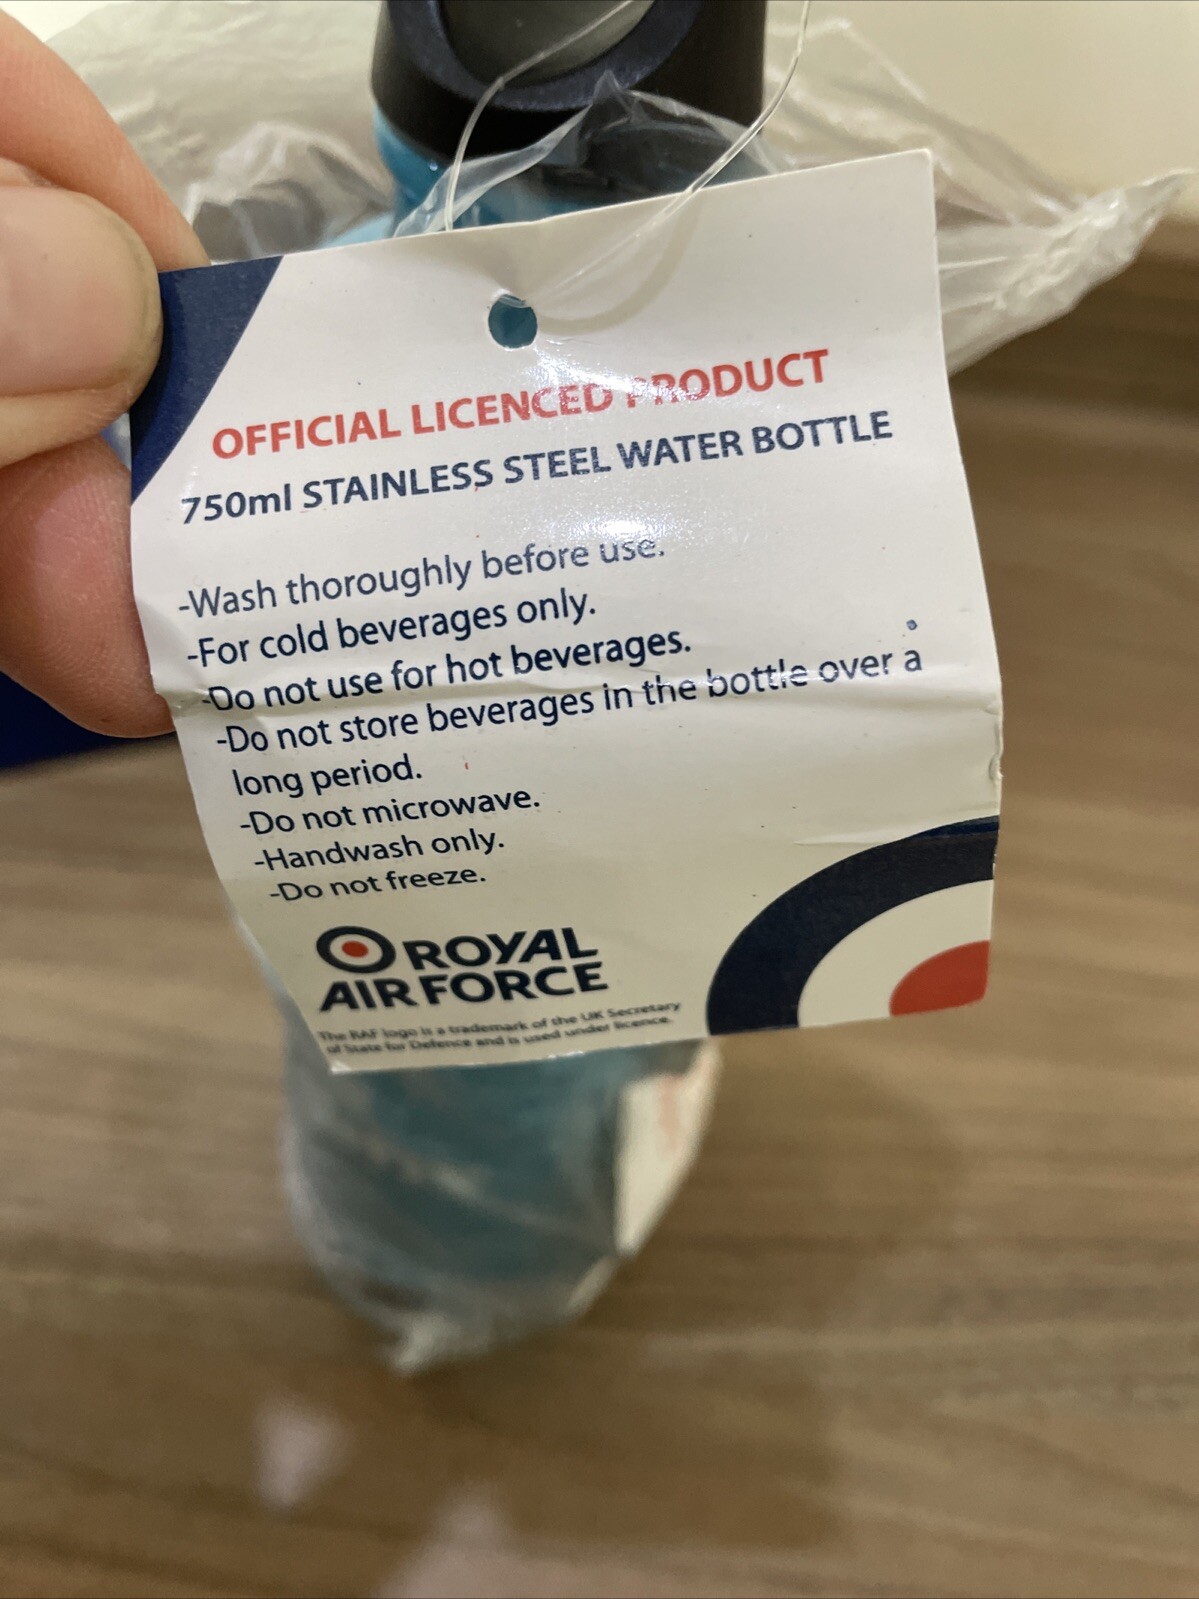 OFFICIAL LICENCED PRODUCT
750ml STAINLESS STEEL WATER BOTTLE
-Wash thoroughly before use.
-For cold beverages only.
-Do not use for hot beverages.
-Do not store beverages in the bottle over a
long period.
-Do not microwave.
-Handwash only.
-Do not freeze.
ROYAL
AIR FORCE
The RAF logo is a trademark of the UK Secretary
of State for Defence and is used under licence.